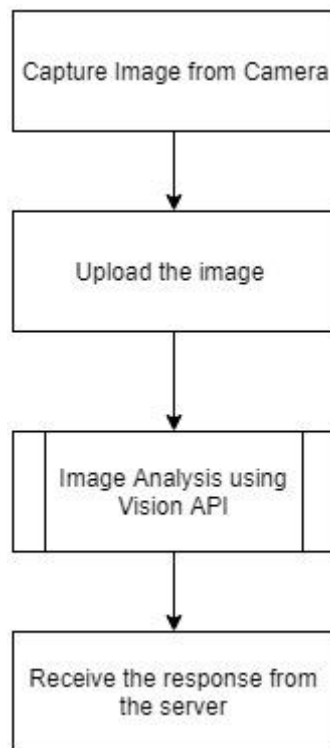 Capture Image from Camera
Upload the image
Image Analysis using
Vision API
Receive the response from
the server